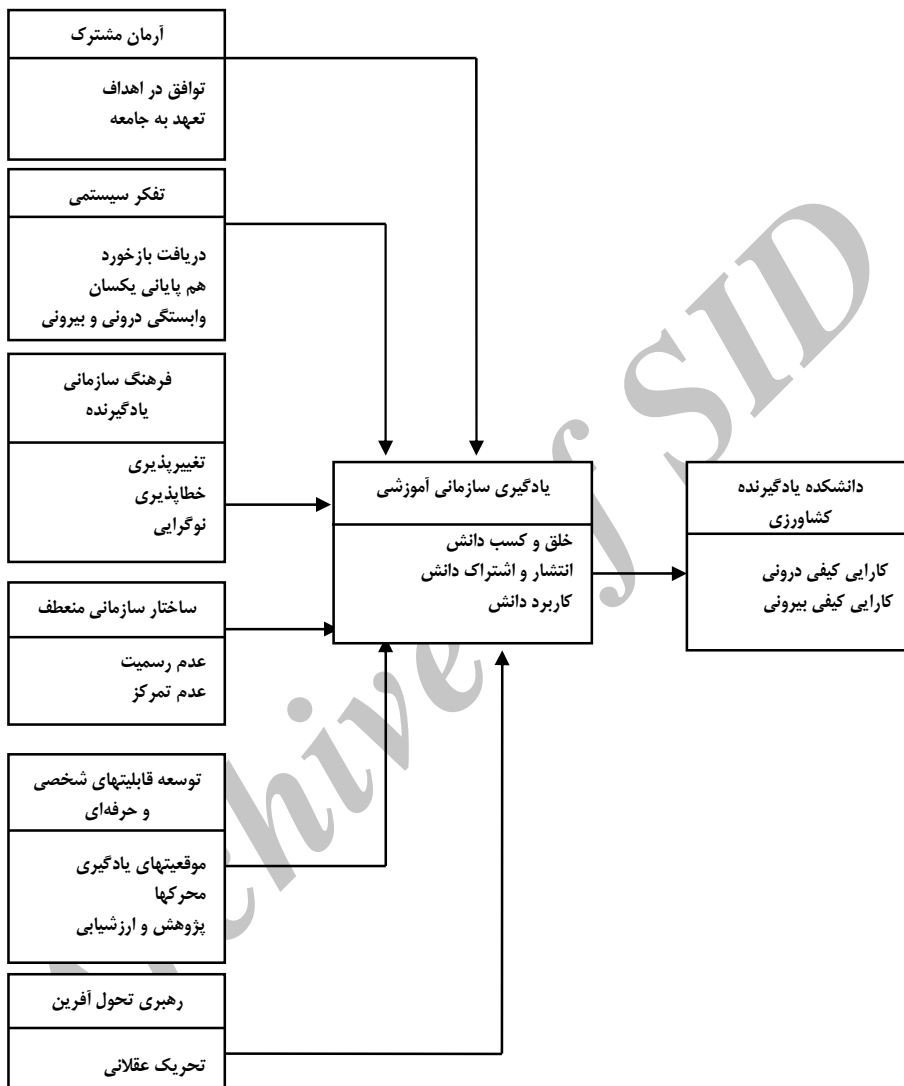 آرمان مشترک
توافق در اهداف
تعهد به جامعه
تفکر سیستمی
دریافت بازخورد
هم پایانی یکسان
وابستگی درونی و بیرونی
فرهنگ سازمانی
یادگیرنده
تغییرپذیری
خطاپذیری
نوگرایی
ساختار سازمانی منعطف
عدم رسمیت
عدم تمرکز
توسعه قابلیتهای شخصی
و حرفه‌ای
موقعیتهای یادگیری
محرکها
پژوهش و ارزشیابی
رهبری تحول آفرین
تحریک عقلانی
یادگیری سازمانی آموزشی
خلق و کسب دانش
انتشار و اشتراک دانش
کاربرد دانش
دانشکده یادگیرنده
کشاورزی
کارایی کیفی درونی
کارایی کیفی بیرونی
Archive of SID